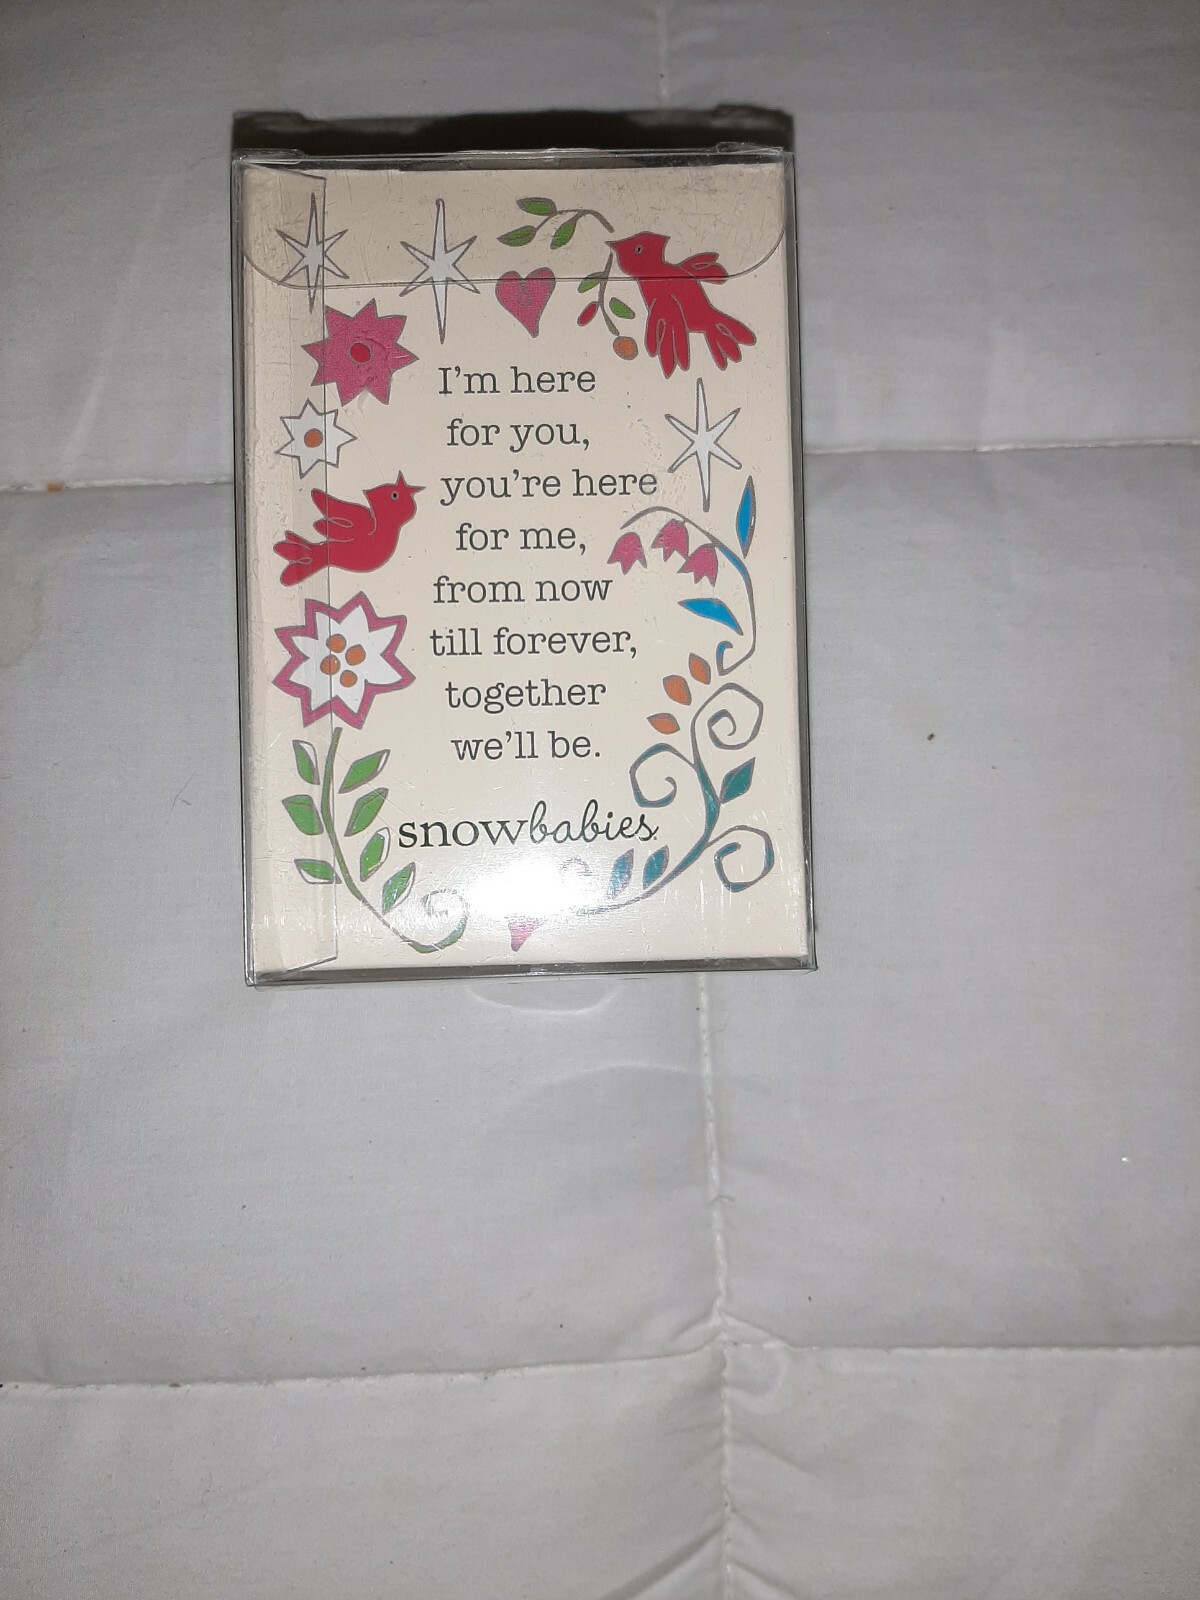 I'm here
for you,
you're here
for me,
from now
till forever,
together
we'll be.
snowbabies.